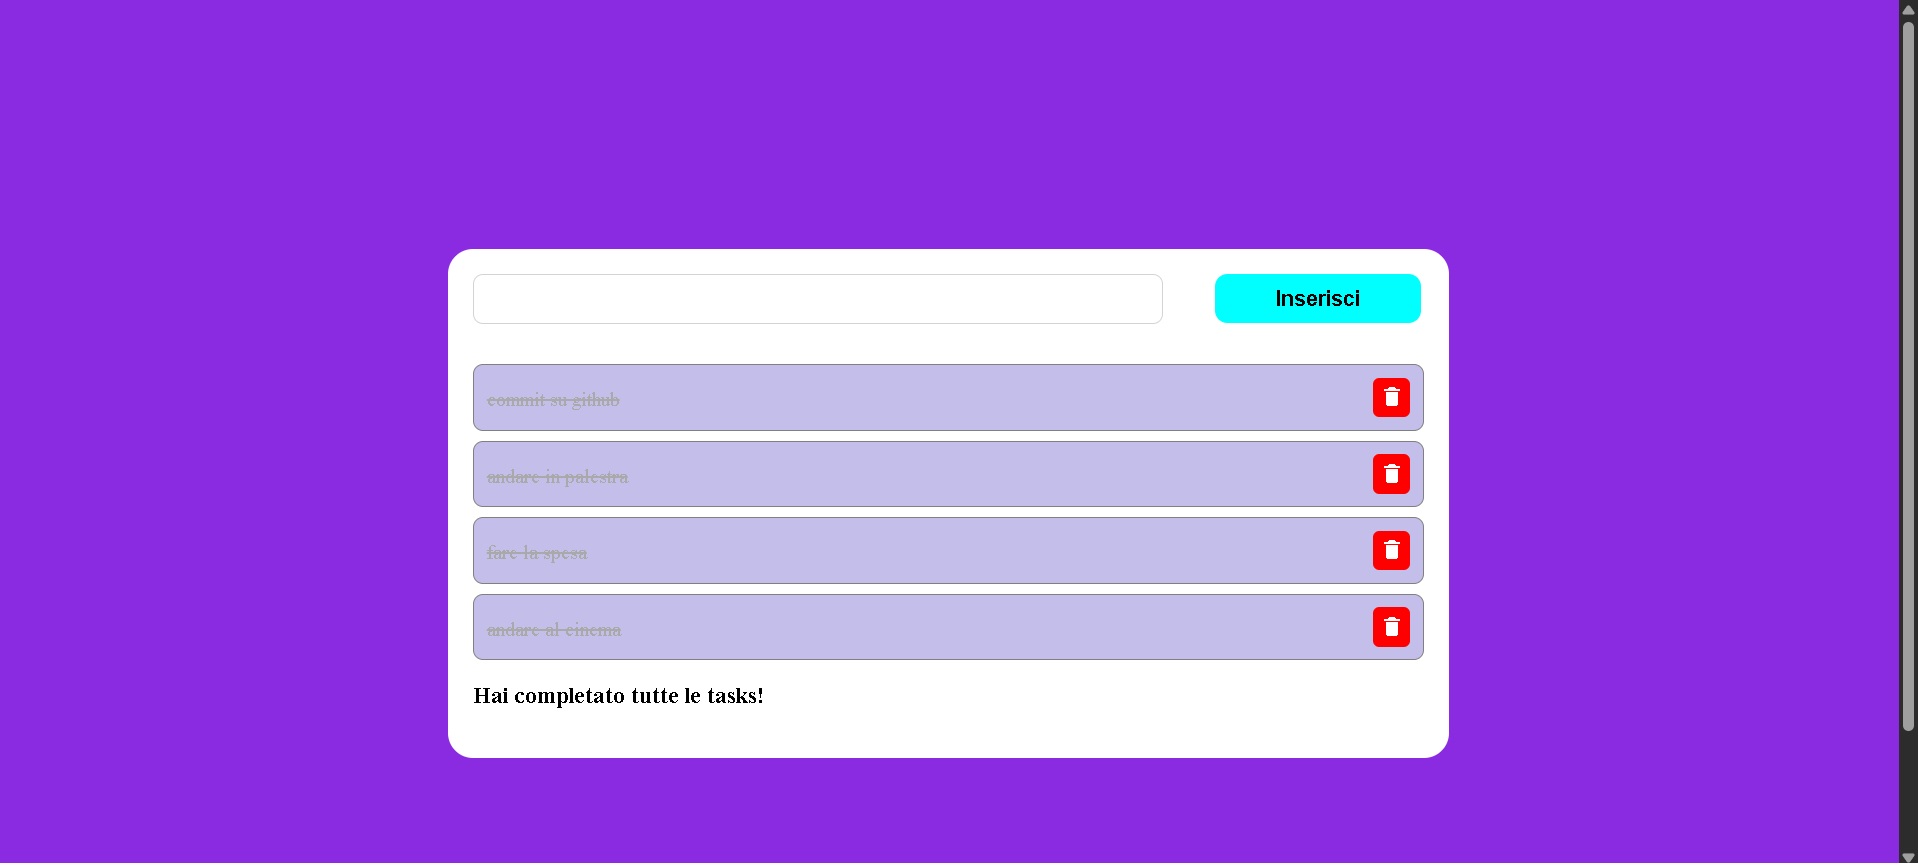 Inserisci
commit su github
andare in palestra
fare la spesa
andare al cinema
Hai completato tutte le tasks!